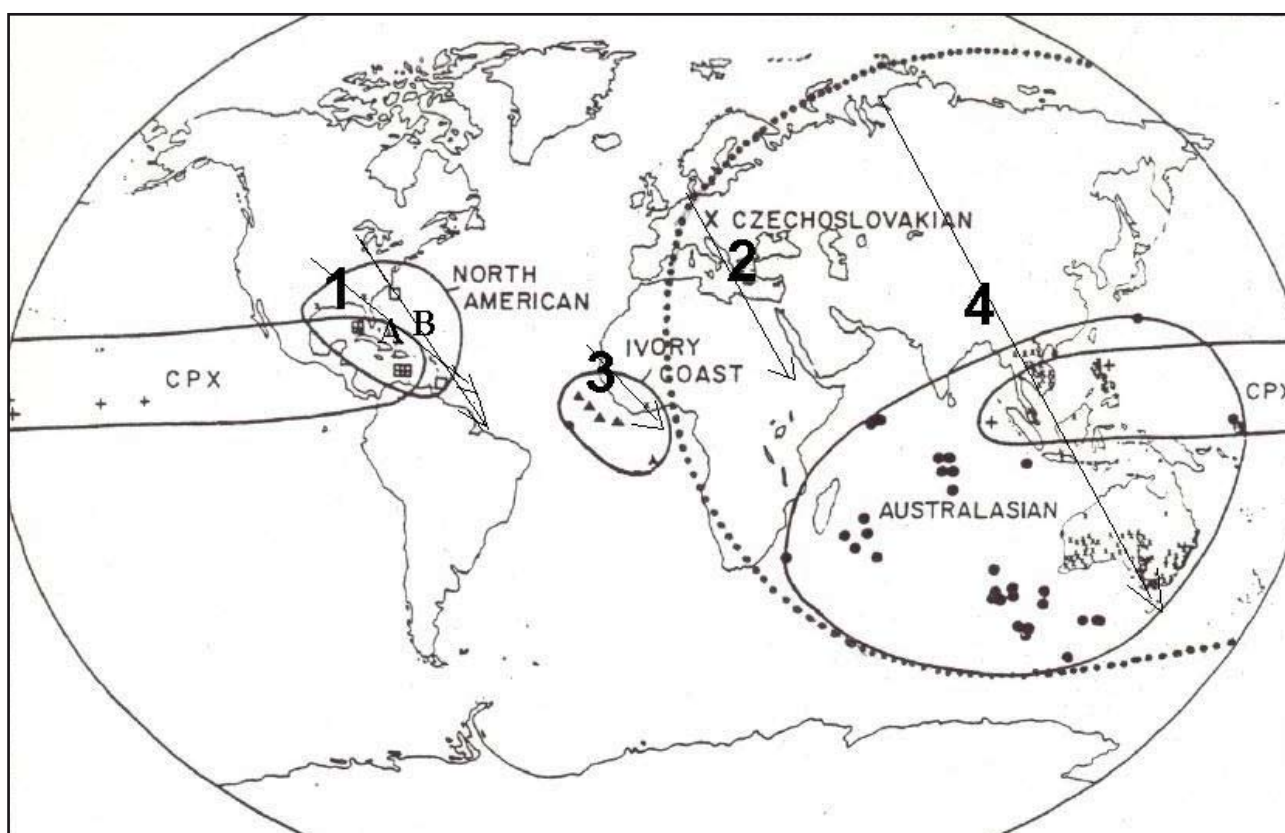 X CZECHOSLOVAKIAN
2
1
NORTH
AMERICAN
4
A
B
3
IVORY
COAST
CPX
CPX
AUSTRALASIAN